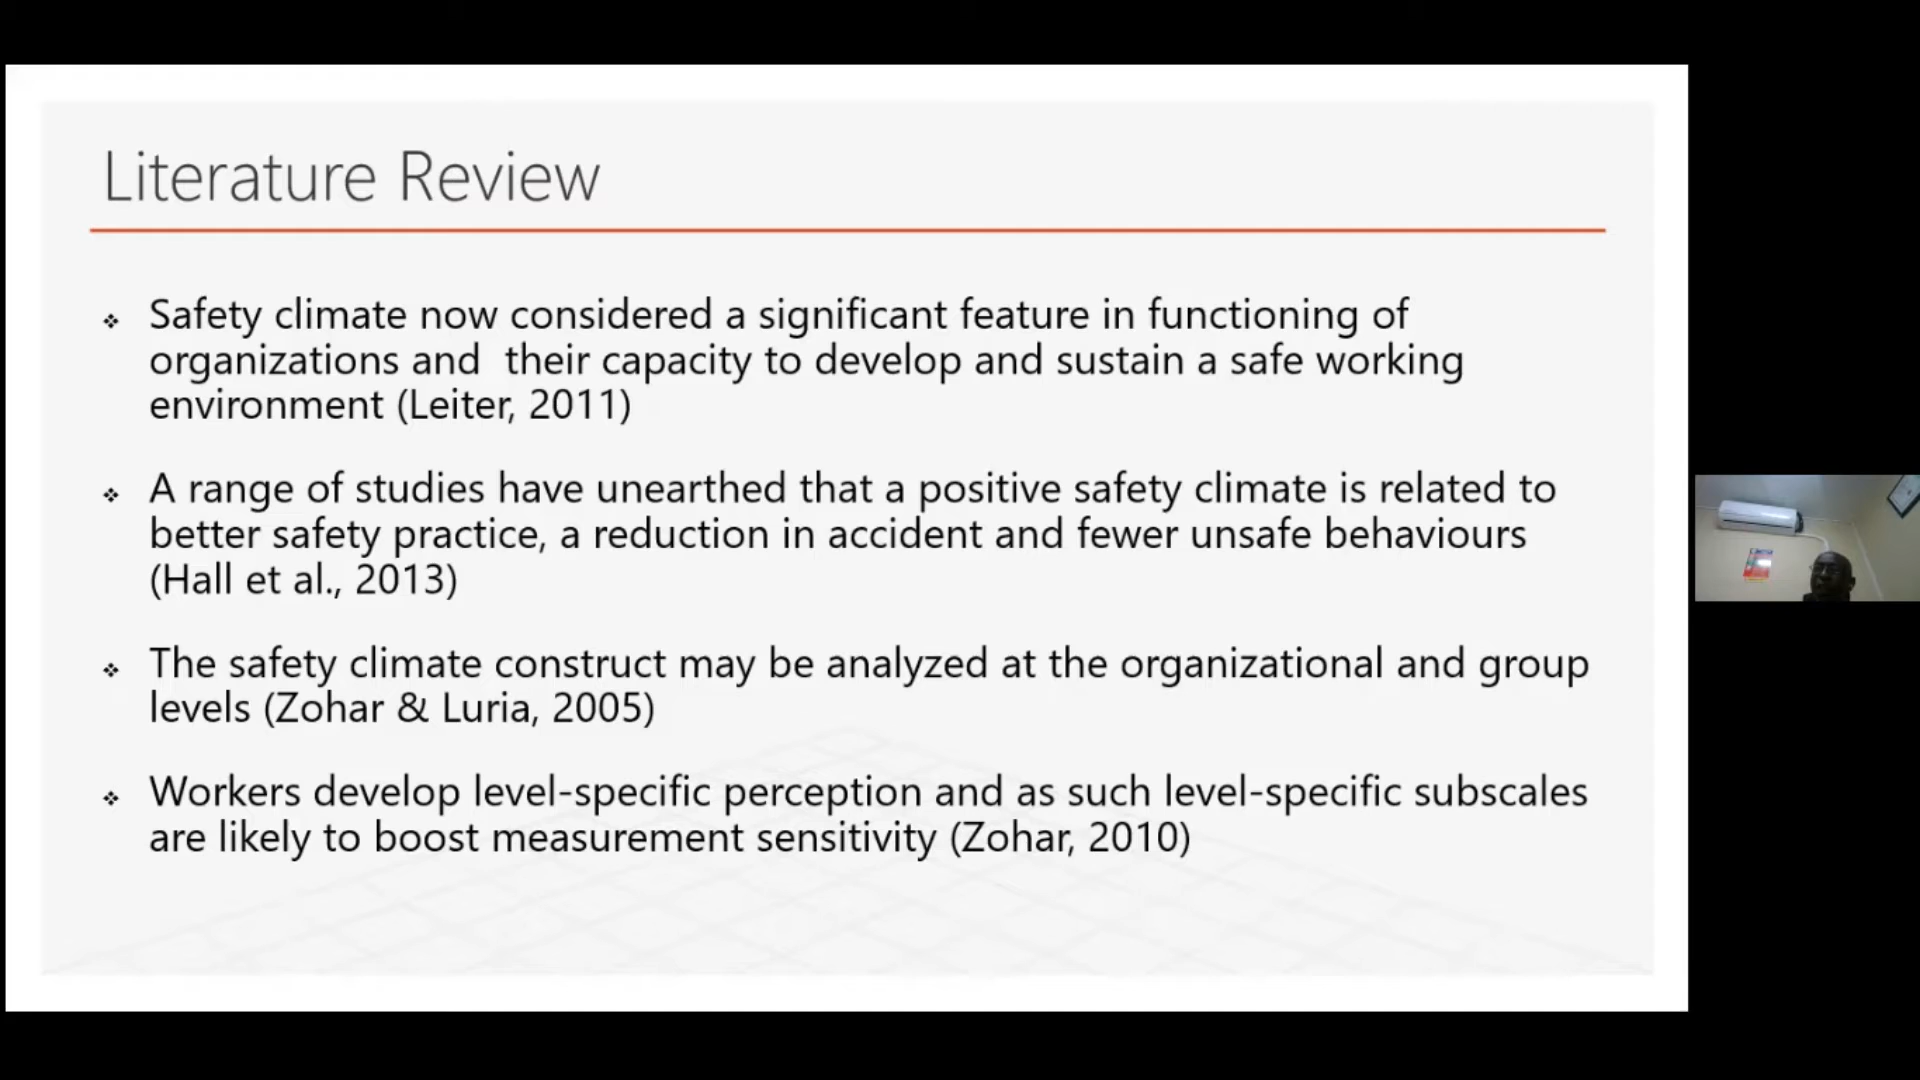 Literature Review
❖ Safety climate now considered a significant feature in functioning of
organizations and  their capacity to develop and sustain a safe working
environment (Leiter, 2011)
❖ A range of studies have unearthed that a positive safety climate is related to
better safety practice, a reduction in accident and fewer unsafe behaviours
(Hall et al., 2013)
❖ The safety climate construct may be analyzed at the organizational and group
levels (Zohar & Luria, 2005)
❖ Workers develop level-specific perception and as such level-specific subscales
are likely to boost measurement sensitivity (Zohar, 2010)